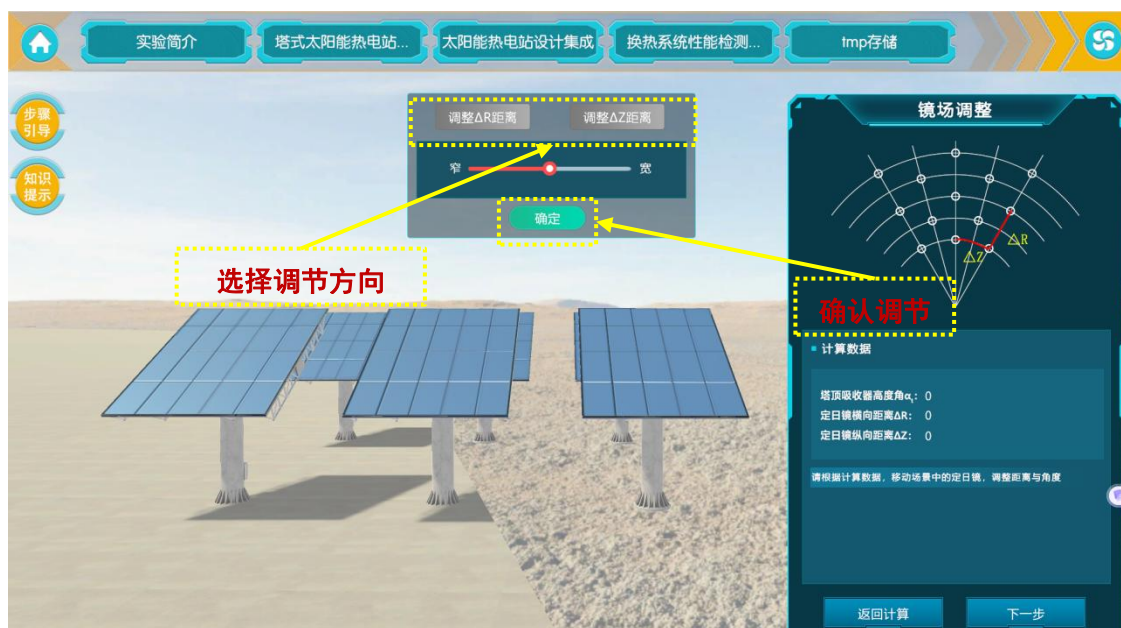 实验简介
塔式太阳能热电站...
太阳能热电站设计集成
换热系统性能检测...
tmp存储
步骤
引导
知识
提示
调整ΔR距离
调整ΔZ距离
窄
宽
确定
选择调节方向
确认调节
镜场调整
△R
△Z
计算数据
塔顶吸收器高度角αt: 0
定日镜横向距离ΔR: 0
定日镜纵向距离ΔZ: 0
请根据计算数据，移动场景中的定日镜，调整距离与角度
返回计算
下一步